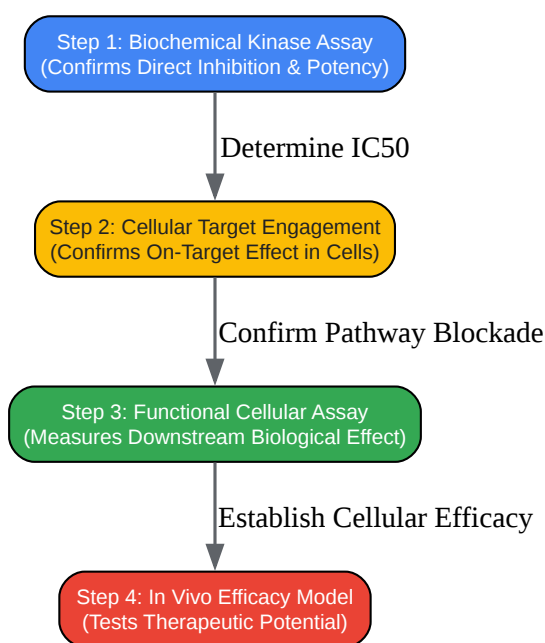 Step 1: Biochemical Kinase Assay
(Confirms Direct Inhibition & Potency)
Determine IC50
Step 2: Cellular Target Engagement
(Confirms On-Target Effect in Cells)
Confirm Pathway Blockade
Step 3: Functional Cellular Assay
(Measures Downstream Biological Effect)
Establish Cellular Efficacy
Step 4: In Vivo Efficacy Model
(Tests Therapeutic Potential)